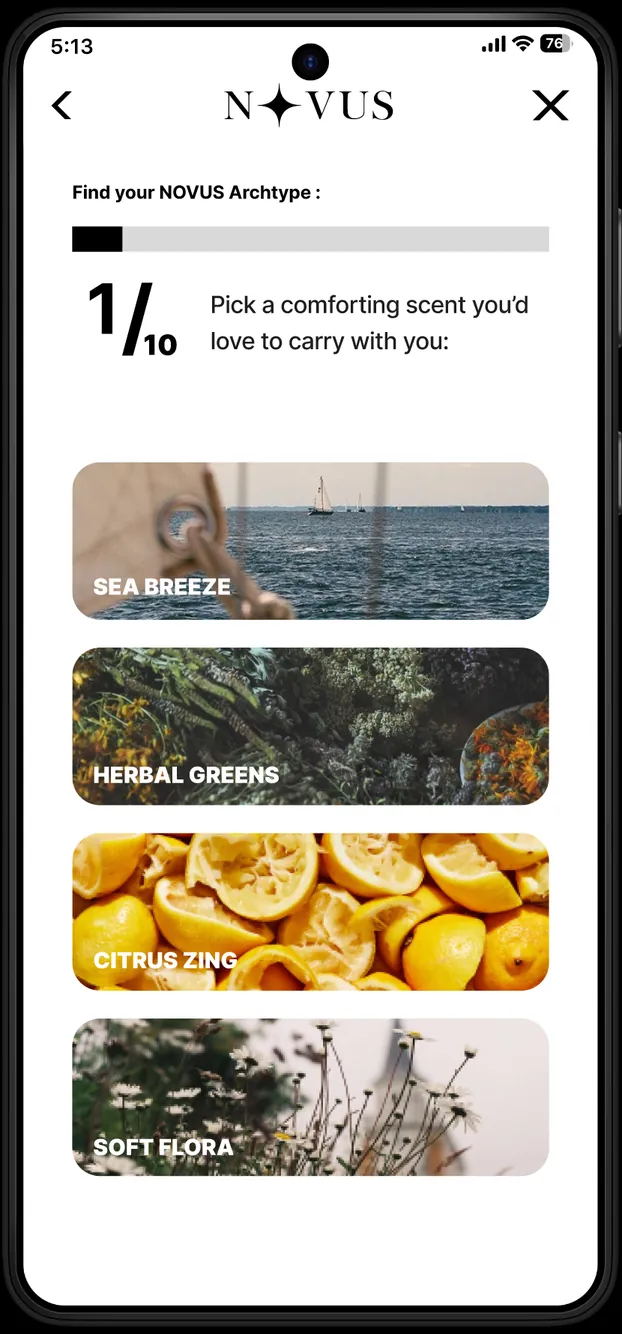 5:13
76
N✦VUS
Find your NOVUS Archtype :
1/10
Pick a comforting scent you’d
love to carry with you:
SEA BREEZE
HERBAL GREENS
CITRUS ZING
SOFT FLORA